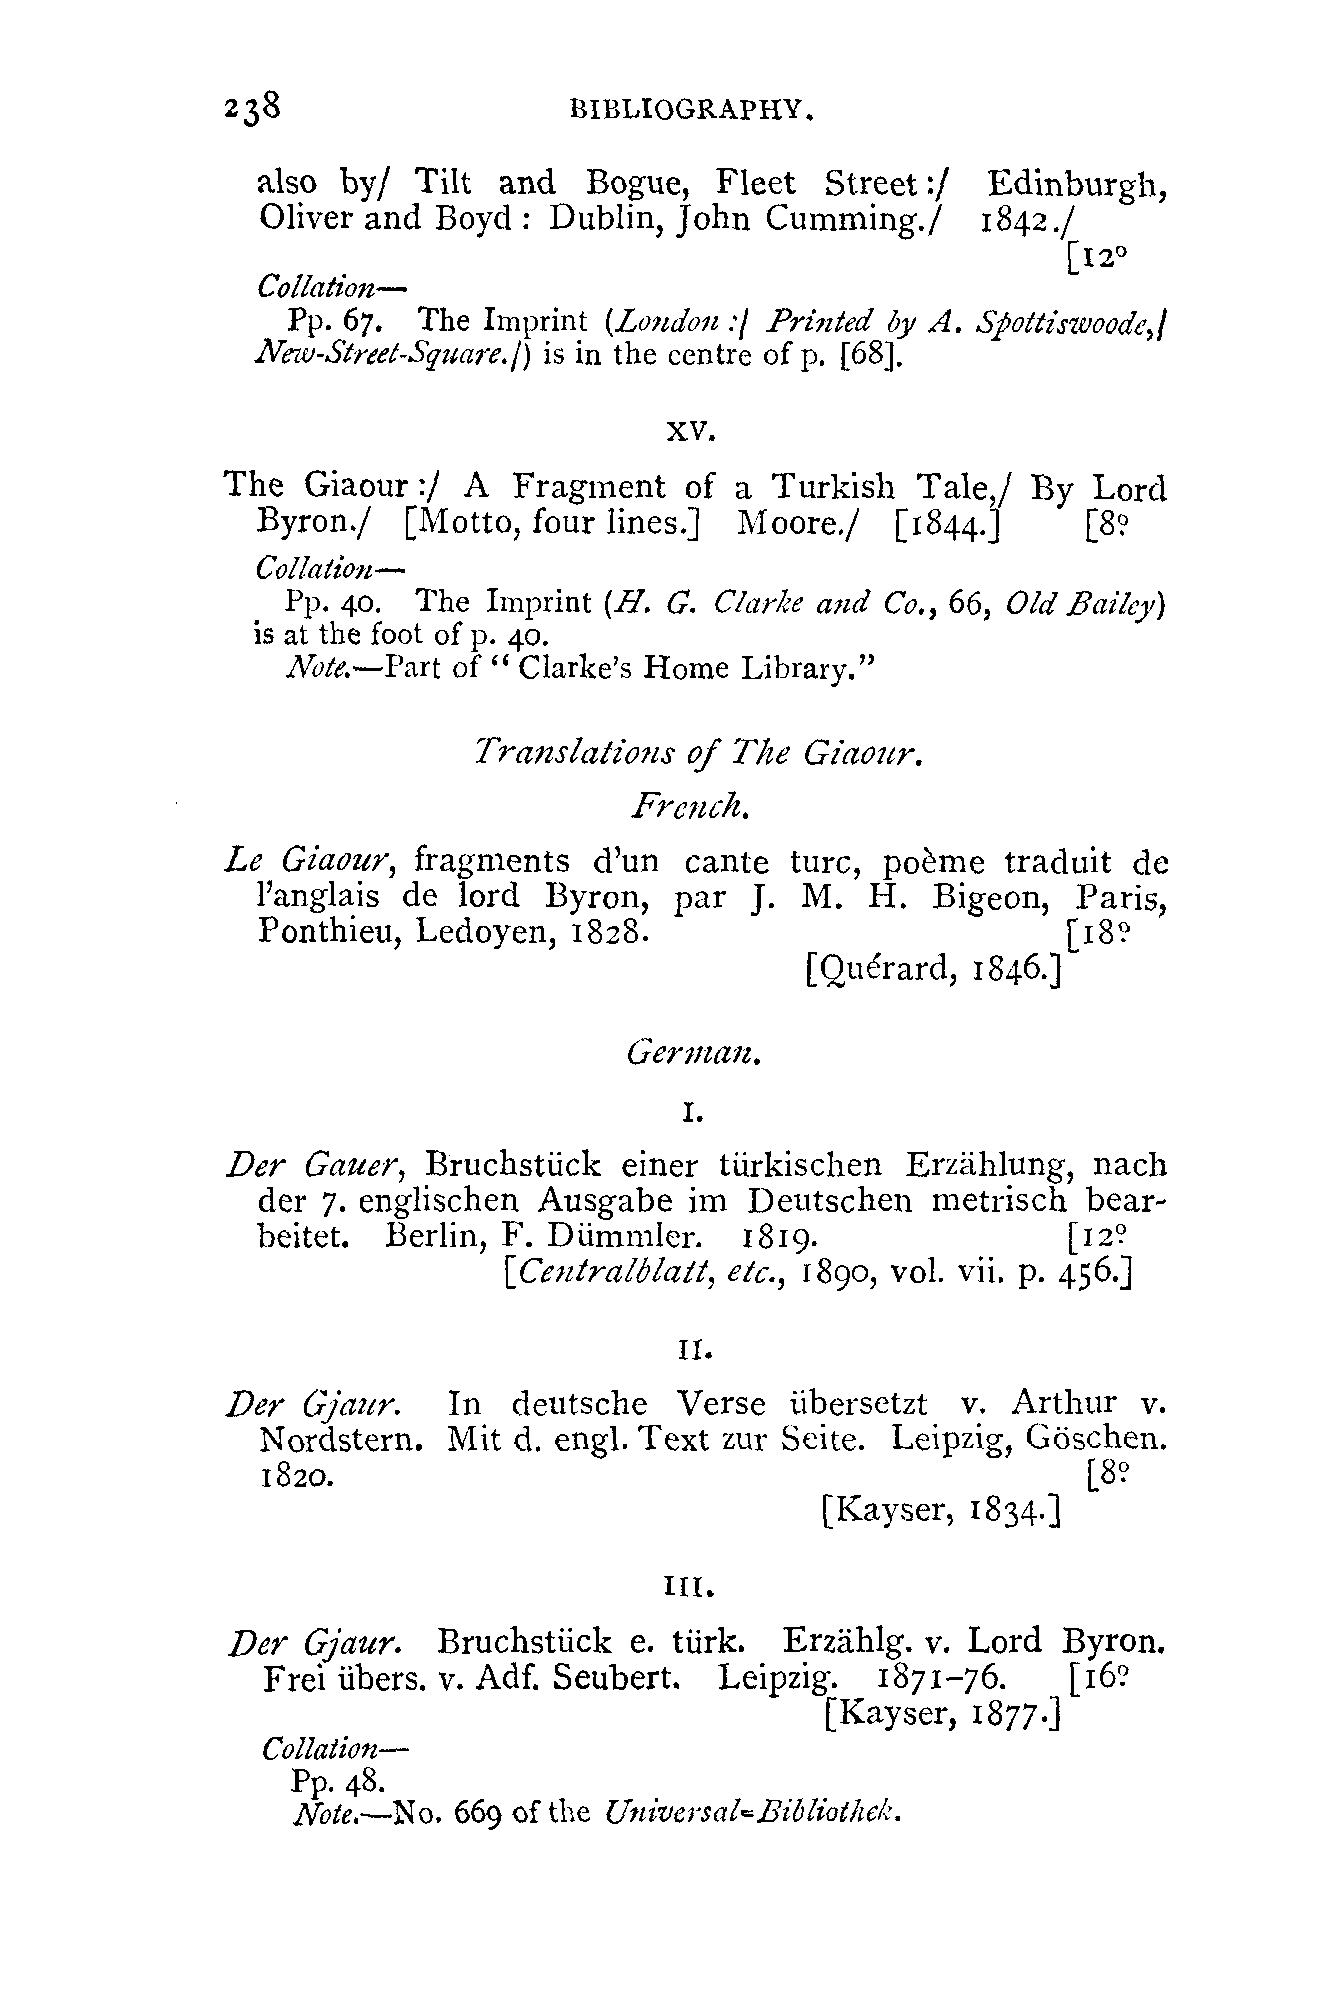 238 BIBLIOGRAPHY.
also by/ Tilt and Bogue, Fleet Street :/ Edinburgh,
Oliver and Boyd : Dublin, John Cumming./ 1842./
[12º
Collation—
Pp. 67. The Imprint (London :/ Printed by A. Spottiswoode,/
New-Street-Square./) is in the centre of p. [68].
XV.
The Giaour :/ A Fragment of a Turkish Tale,/ By Lord
Byron./ [Motto, four lines.] Moore./ [1844.] [8º
Collation—
Pp. 40. The Imprint (H. G. Clarke and Co., 66, Old Bailey)
is at the foot of p. 40.
Note.—Part of “ Clarke’s Home Library.”
Translations of The Giaour.
French.
Le Giaour, fragments d’un cante turc, poème traduit de
l’anglais de lord Byron, par J. M. H. Bigeon, Paris,
Ponthieu, Ledoyen, 1828. [18º
[Quérard, 1846.]
German.
I.
Der Gauer, Bruchstück einer türkischen Erzählung, nach
der 7. englischen Ausgabe im Deutschen metrisch bear-
beitet. Berlin, F. Dümmler. 1819. [12º
[Centralblatt, etc., 1890, vol. vii. p. 456.]
II.
Der Gjaur. In deutsche Verse übersetzt v. Arthur v.
Nordstern. Mit d. engl. Text zur Seite. Leipzig, Göschen.
1820. [8º
[Kayser, 1834.]
III.
Der Gjaur. Bruchstück e. türk. Erzählg. v. Lord Byron.
Frei übers. v. Adf. Seubert. Leipzig. 1871–76. [16º
[Kayser, 1877.]
Collation—
Pp. 48.
Note.—No. 669 of the Universal=Bibliothek.